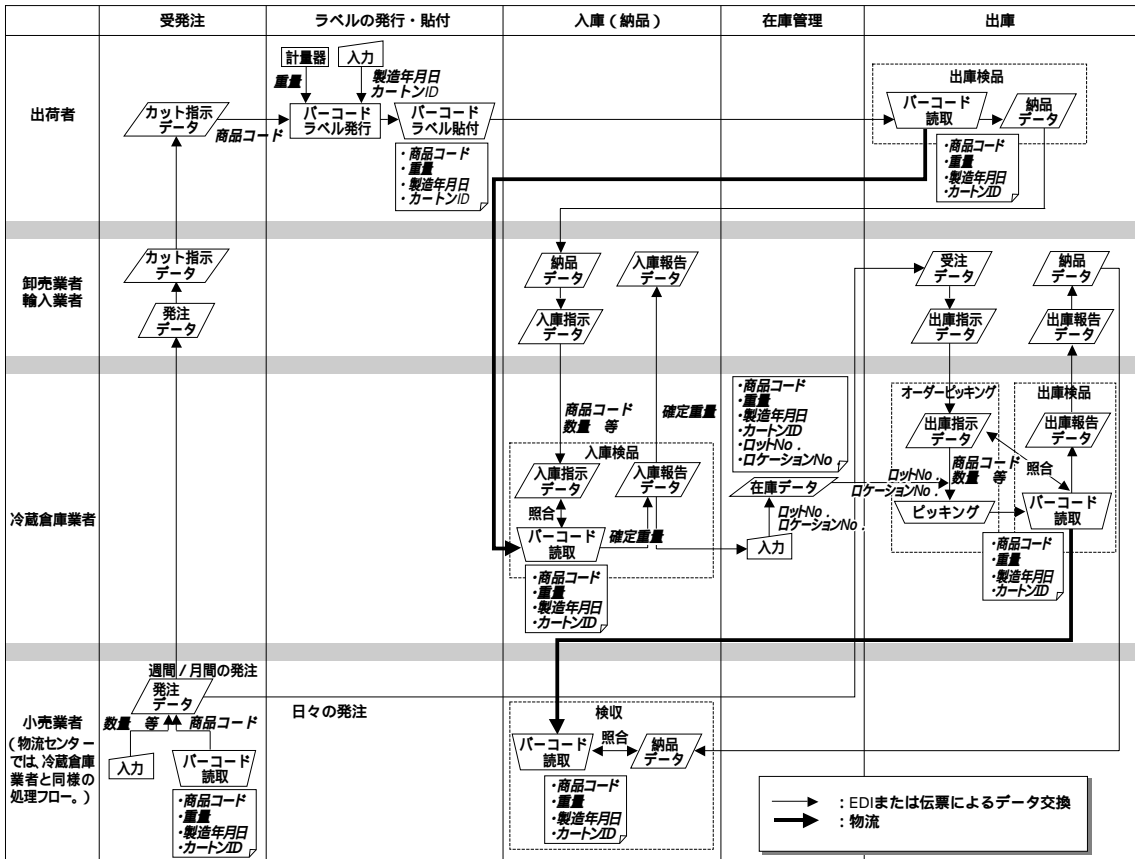 受発注
ラベルの発行・貼付
入庫(納品)
在庫管理
出庫
出荷者
カット指示
データ
商品コード
計量器
入力
重量
製造年月日
カートンID
バーコード
ラベル発行
バーコード
ラベル貼付
・商品コード
・重量
・製造年月日
・カートンID
出庫検品
バーコード
読取
納品
データ
・商品コード
・重量
・製造年月日
・カートンID
卸売業者
輸入業者
カット指示
データ
発注
データ
納品
データ
入庫指示
データ
入庫報告
データ
受注
データ
出庫指示
データ
納品
データ
出庫報告
データ
冷蔵倉庫業者
商品コード
数量 等
確定重量
入庫検品
入庫指示
データ
入庫報告
データ
照合
バーコード
読取
確定重量
・商品コード
・重量
・製造年月日
・カートンID
・商品コード
・重量
・製造年月日
・カートンID
・ロットNo.
・ロケーションNo.
在庫データ
ロットNo.
ロケーションNo.
入力
オーダーピッキング
出庫指示
データ
ロットNo.
ロケーションNo.
商品コード
数量 等
ピッキング
出庫検品
出庫報告
データ
照合
バーコード
読取
・商品コード
・重量
・製造年月日
・カートンID
小売業者
(物流センター
では、冷蔵倉庫
業者と同様の
処理フロー。)
週間/月間の発注
発注
データ
数量 等
商品コード
入力
バーコード
読取
・商品コード
・重量
・製造年月日
・カートンID
日々の発注
検収
バーコード
読取
照合
納品
データ
・商品コード
・重量
・製造年月日
・カートンID
:EDIまたは伝票によるデータ交換
:物流